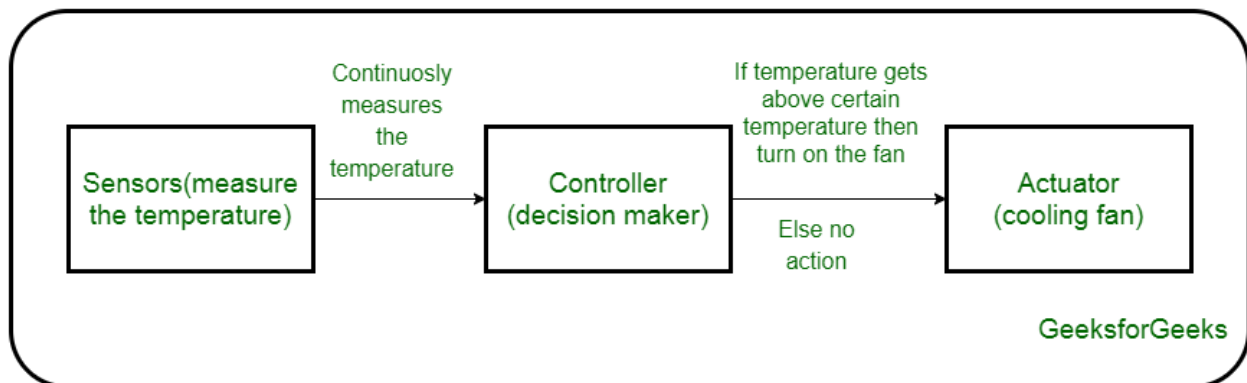 Continuosly
measures
the
temperature
If temperature gets
above certain
temperature then
turn on the fan
Sensors(measure
the temperature)
Controller
(decision maker)
Actuator
(cooling fan)
Else no
action
GeeksforGeeks